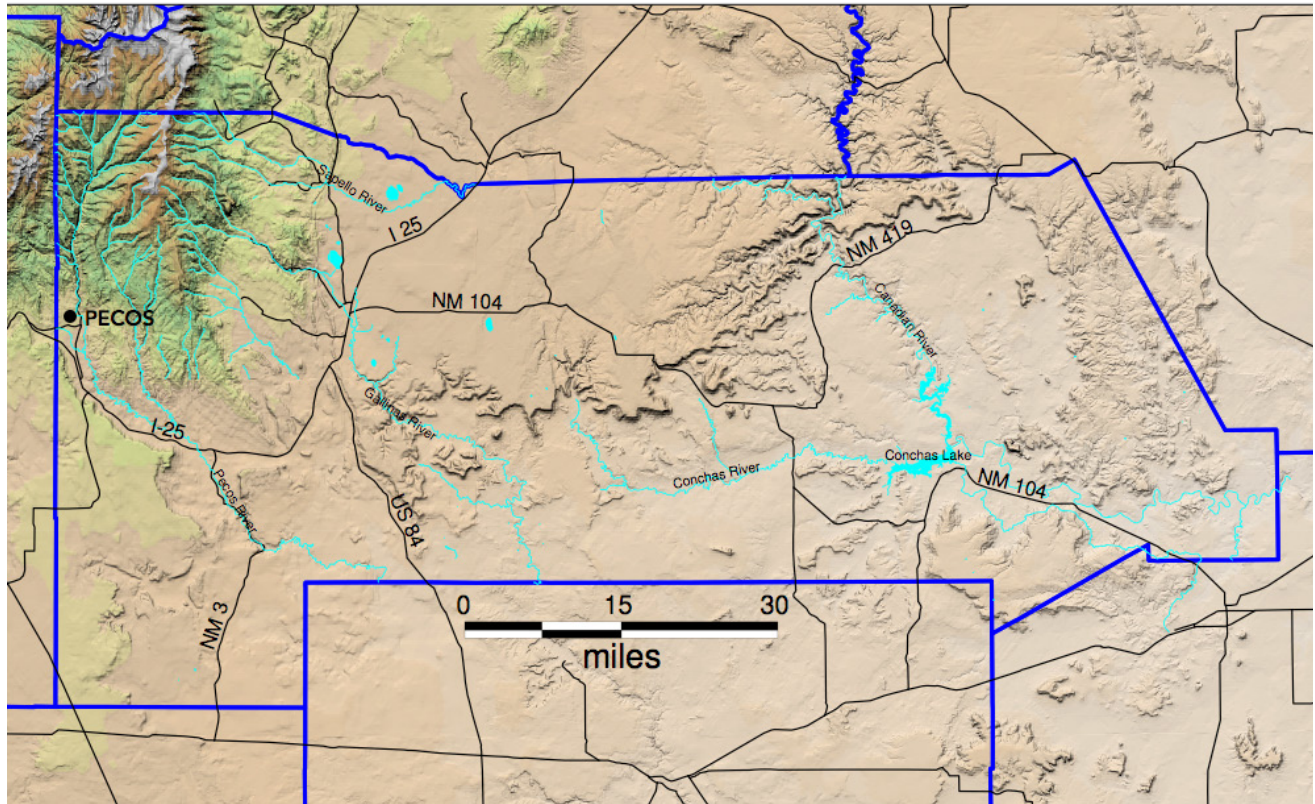 Sapello River
I 25
NM 419
NM 104
Canadian River
PECOS
Gallinas River
I-25
Conchas Lake
Conchas River
NM 104
Pecos River
US 84
NM 3
0 15 30
miles